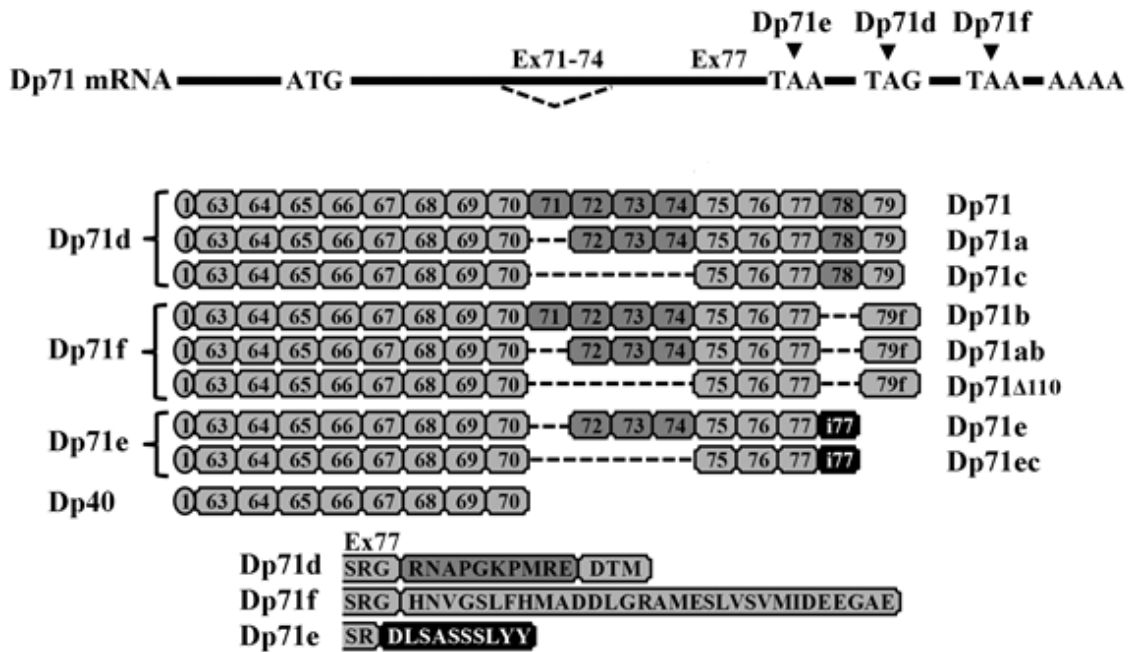 Dp71e Dp71d Dp71f
Ex71-74 Ex77
Dp71 mRNA ATG TAA TAG TAA AAAA
1 63 64 65 66 67 68 69 70 71 72 73 74 75 76 77 78 79 Dp71
Dp71d 1 63 64 65 66 67 68 69 70 72 73 74 75 76 77 78 79 Dp71a
1 63 64 65 66 67 68 69 70 75 76 77 78 79 Dp71c
1 63 64 65 66 67 68 69 70 71 72 73 74 75 76 77 79f Dp71b
Dp71f 1 63 64 65 66 67 68 69 70 72 73 74 75 76 77 79f Dp71ab
1 63 64 65 66 67 68 69 70 75 76 77 79f Dp71Δ110
Dp71e 1 63 64 65 66 67 68 69 70 72 73 74 75 76 77 i77 Dp71e
1 63 64 65 66 67 68 69 70 75 76 77 i77 Dp71ec
Dp40 1 63 64 65 66 67 68 69 70
Ex77
Dp71d SRG RNAPGKPMRE DTM
Dp71f SRG HNVGSLFHMADDLGRAMESLVSVMIDEEGAE
Dp71e SR DLSASSSLYY